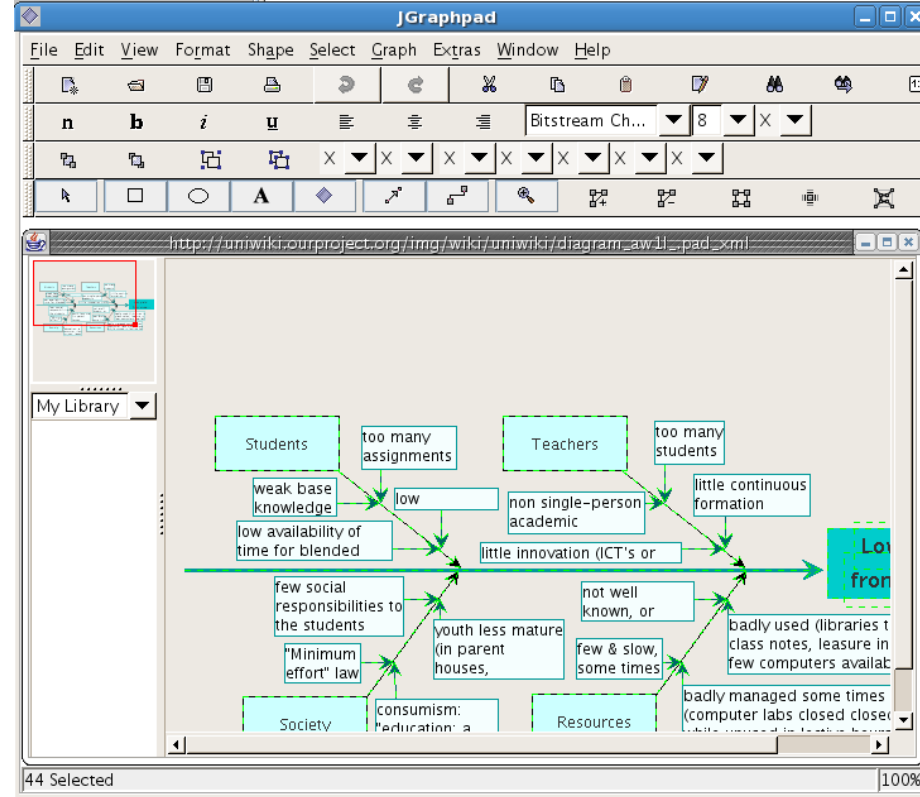 JGraphpad
File Edit View Format Shape Select Graph Extras Window Help
n b i u Bitstream Ch... 8 X
X X X X X X X
A
http://uniwiki.ourproject.org/img/wiki/uniwiki/diagram_aw1l_.pad_xml
My Library
Students
too many
assignments
weak base
knowledge
low
low availability of
time for blended
Teachers
too many
students
non single-person
academic
little continuous
formation
little innovation (ICT's or
few social
responsibilities to
the students
youth less mature
(in parent
houses,
"Minimum
effort" law
Society
consumism:
"education: a
not well
known, or
few & slow,
some times
badly used (libraries t
class notes, leasure in
few computers availab
Resources
badly managed some times
(computer labs closed closed
44 Selected
100%